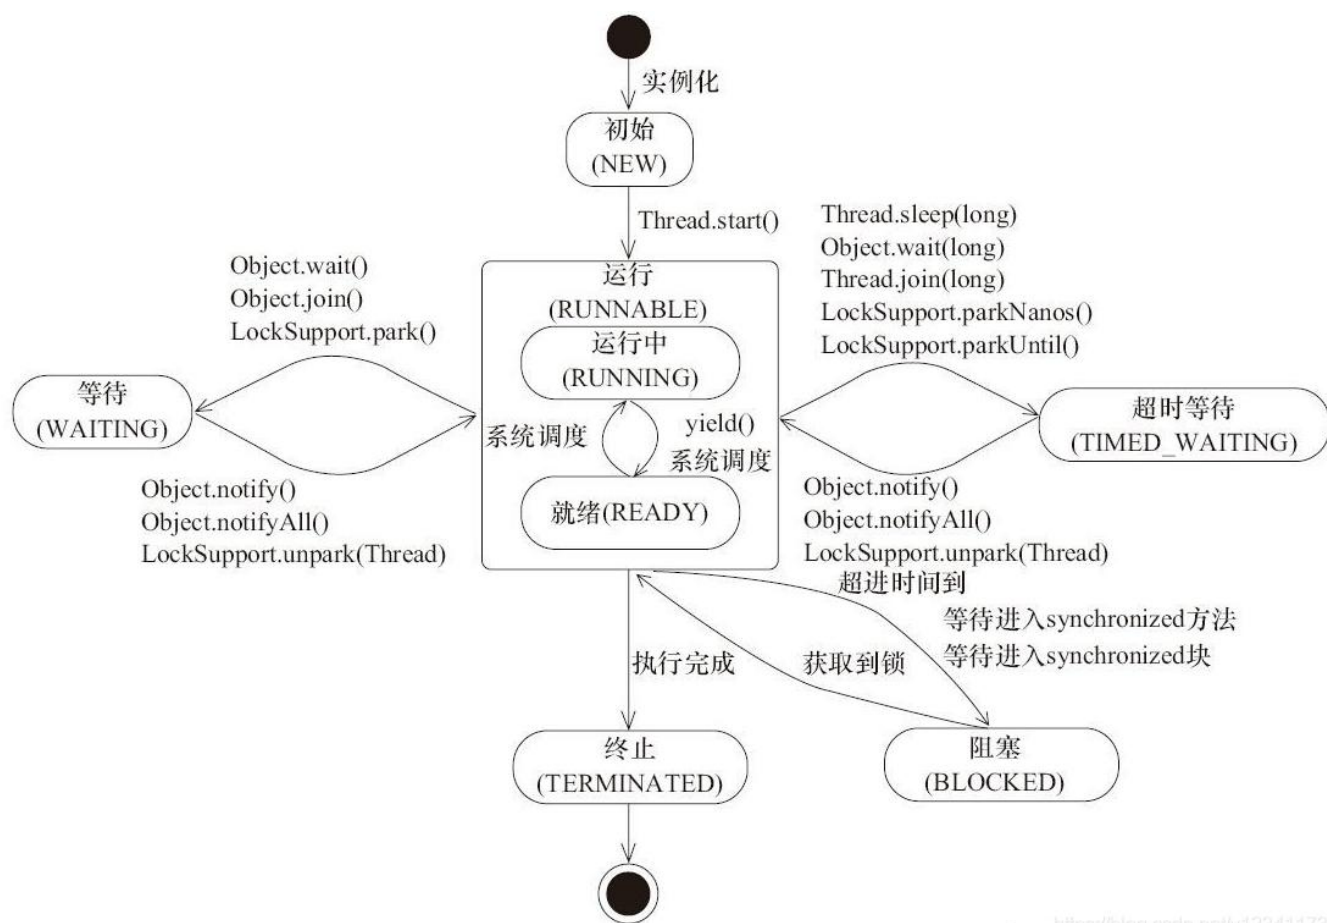 实例化
初始
(NEW)
Thread.start()
Thread.sleep(long)
Object.wait(long)
Thread.join(long)
LockSupport.parkNanos()
LockSupport.parkUntil()
Object.wait()
Object.join()
LockSupport.park()
运行
(RUNNABLE)
运行中
(RUNNING)
等待
(WAITING)
超时等待
(TIMED_WAITING)
系统调度
yield()
系统调度
就绪(READY)
Object.notify()
Object.notifyAll()
LockSupport.unpark(Thread)
Object.notify()
Object.notifyAll()
LockSupport.unpark(Thread)
超进时间到
等待进入synchronized方法
等待进入synchronized块
执行完成
获取到锁
终止
(TERMINATED)
阻塞
(BLOCKED)